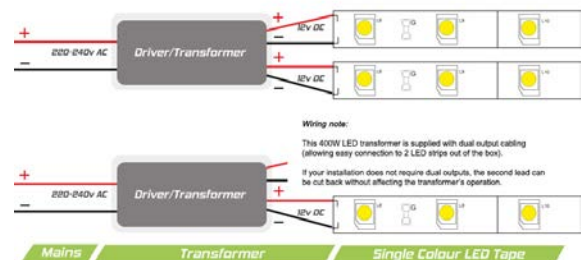 +
+
12v DC
−
220-240v AC
Driver/Transformer
−
+
12v DC
−
Wiring note:
This 400W LED transformer is supplied with dual output cabling
(allowing easy connection to 2 LED strips out of the box).
If your installation does not require dual outputs, the second lead can
be cut back without affecting the transformer's operation.
+
220-240v AC
Driver/Transformer
−
+
12v DC
−
Mains
Transformer
Single Colour LED Tape